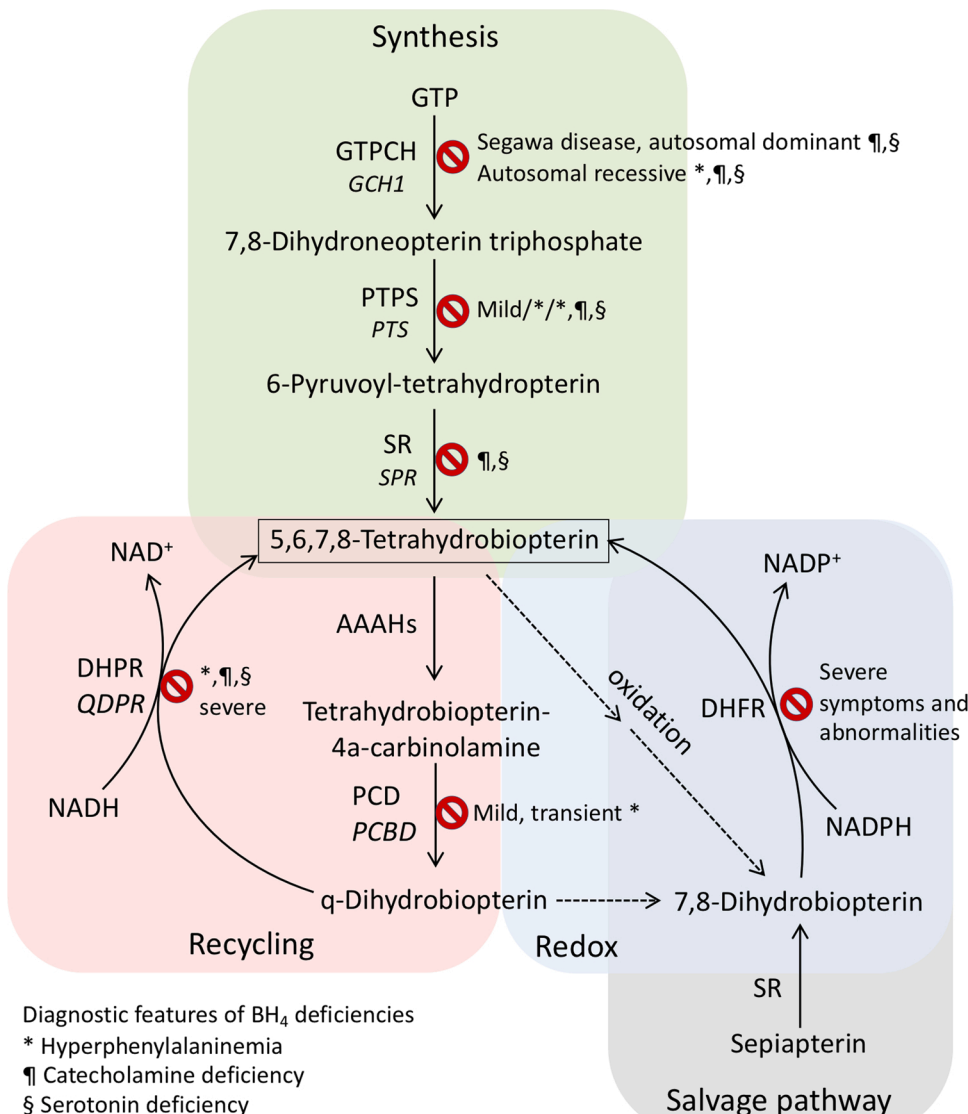 Synthesis
GTP
GTPCH
GCH1
Segawa disease, autosomal dominant ¶,§
Autosomal recessive *,¶,§
7,8-Dihydroneopterin triphosphate
PTPS
PTS
Mild/*/*,¶,§
6-Pyruvoyl-tetrahydropterin
SR
SPR
¶,§
5,6,7,8-Tetrahydrobiopterin
NAD⁺
NADP⁺
AAAHs
DHPR
QDPR
*,¶,§
severe
oxidation
DHFR
Severe
symptoms and
abnormalities
Tetrahydrobiopterin-
4a-carbinolamine
NADH
PCD
PCBD
Mild, transient *
NADPH
q-Dihydrobiopterin
7,8-Dihydrobiopterin
Recycling
Redox
SR
Sepiapterin
Salvage pathway
Diagnostic features of BH₄ deficiencies
* Hyperphenylalaninemia
¶ Catecholamine deficiency
§ Serotonin deficiency